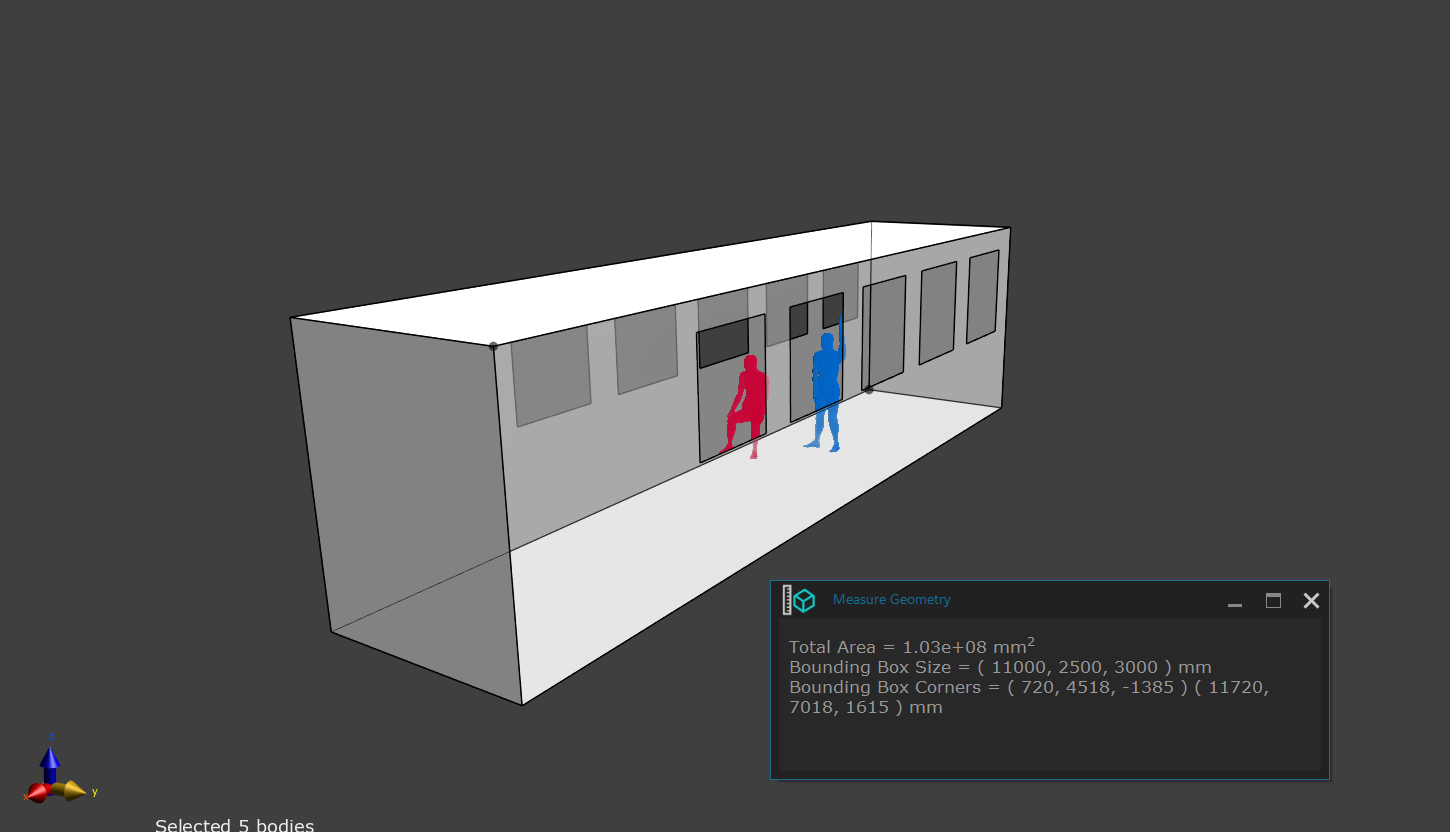 Measure Geometry
Total Area = 1.03e+08 mm²
Bounding Box Size = ( 11000, 2500, 3000 ) mm
Bounding Box Corners = ( 720, 4518, -1385 ) ( 11720,
7018, 1615 ) mm
z
x
y
Selected 5 bodies